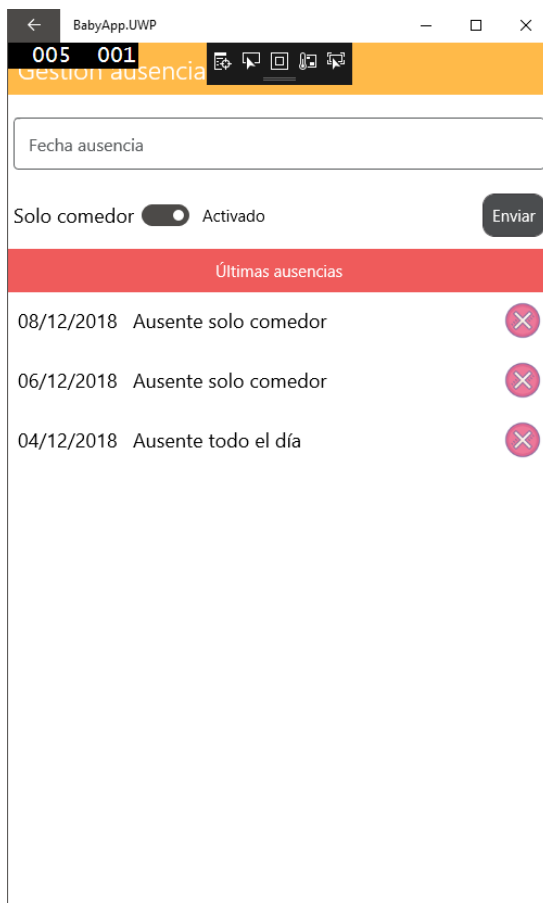 BabyApp.UWP
005 001
Gestión ausencia
Fecha ausencia
Solo comedor Activado Enviar
Últimas ausencias
08/12/2018 Ausente solo comedor
06/12/2018 Ausente solo comedor
04/12/2018 Ausente todo el día